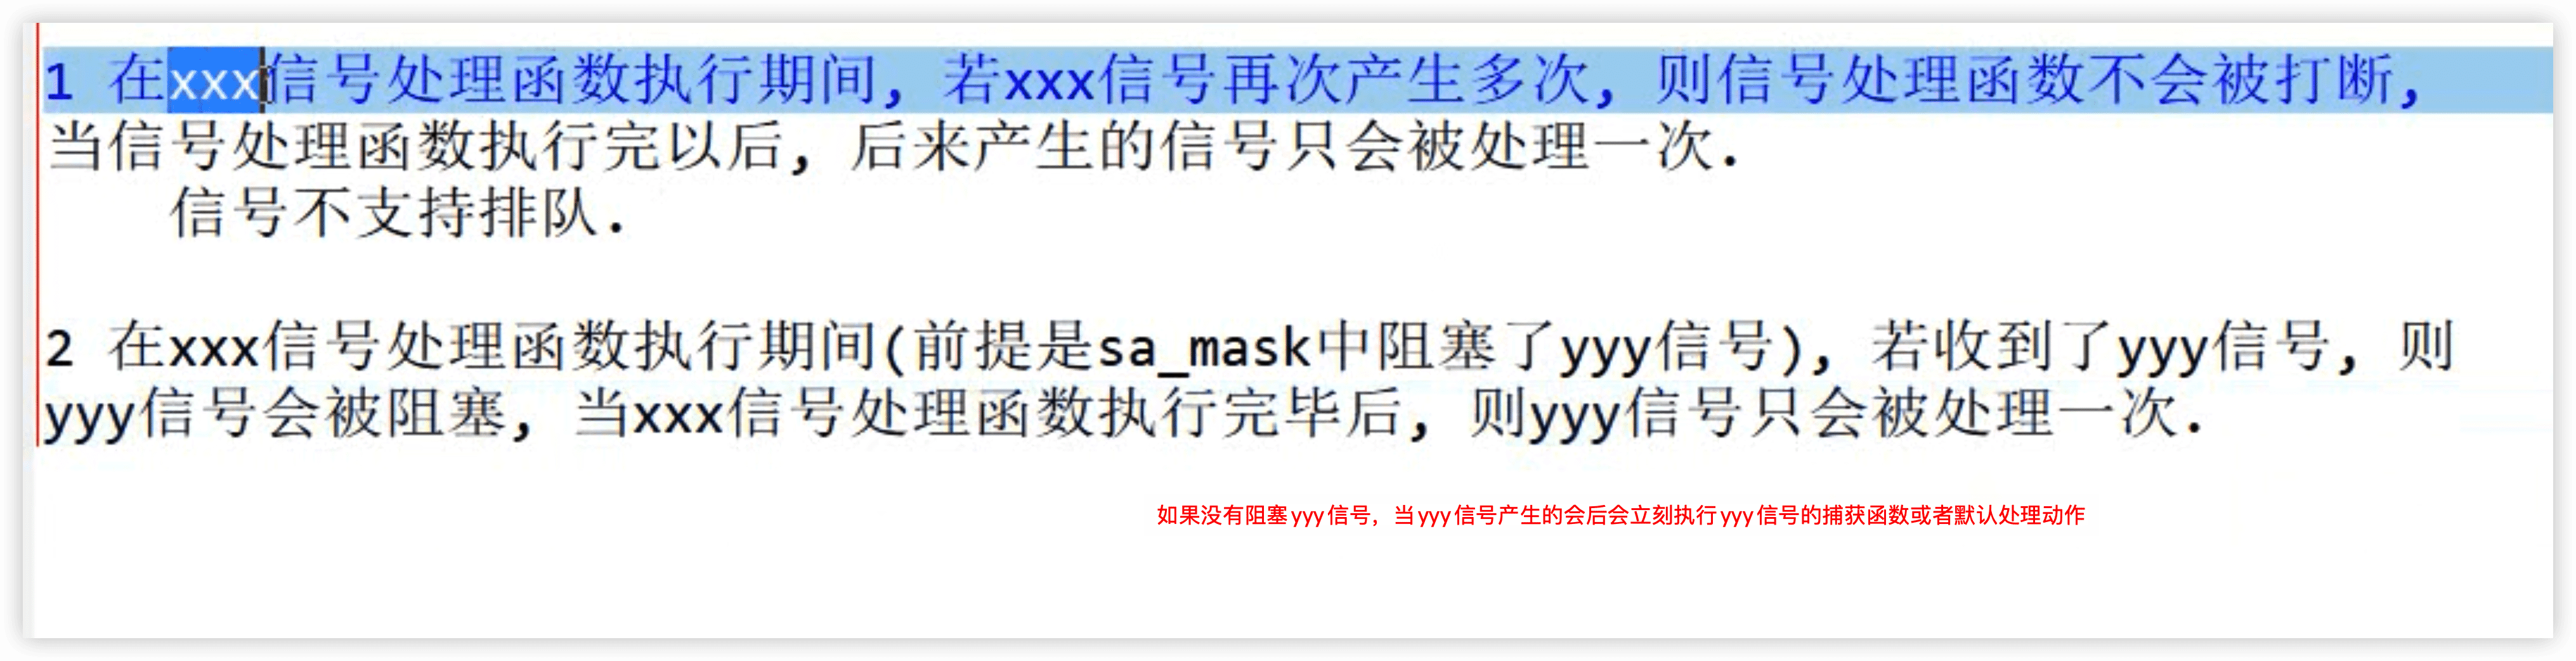 1 在xxx信号处理函数执行期间, 若xxx信号再次产生多次, 则信号处理函数不会被打断,
当信号处理函数执行完以后, 后来产生的信号只会被处理一次.
信号不支持排队.
2 在xxx信号处理函数执行期间(前提是sa_mask中阻塞了yyy信号), 若收到了yyy信号, 则
yyy信号会被阻塞, 当xxx信号处理函数执行完毕后, 则yyy信号只会被处理一次.
如果没有阻塞yyy信号，当yyy信号产生的会后会立刻执行yyy信号的捕获函数或者默认处理动作